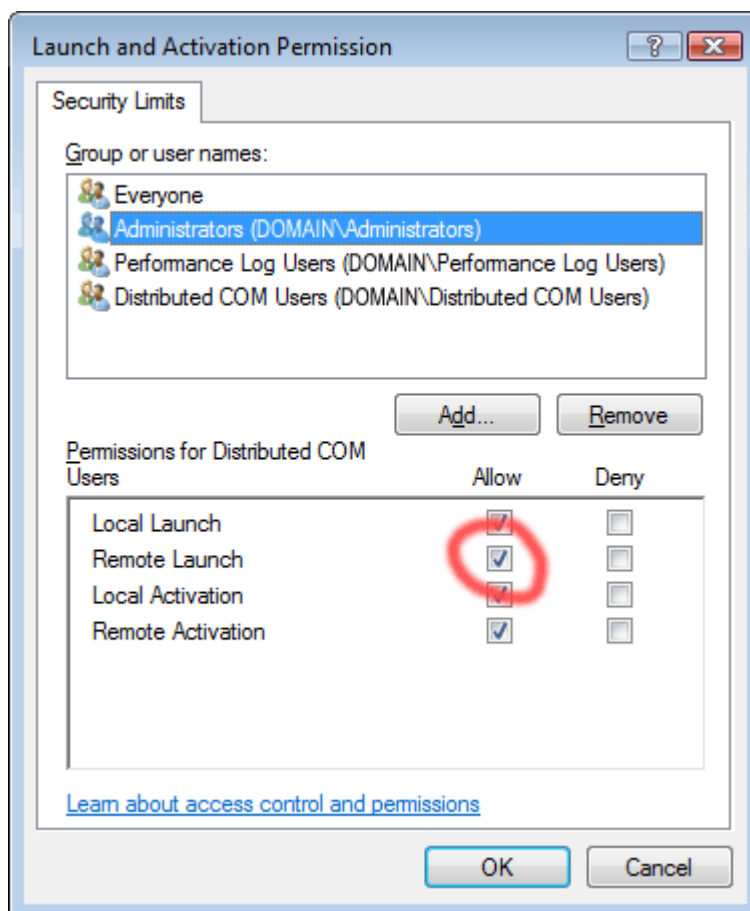 Launch and Activation Permission
Security Limits
Group or user names:
Everyone
Administrators (DOMAIN\Administrators)
Performance Log Users (DOMAIN\Performance Log Users)
Distributed COM Users (DOMAIN\Distributed COM Users)
Add... Remove
Permissions for Distributed COM
Users Allow Deny
Local Launch
Remote Launch
Local Activation
Remote Activation
Learn about access control and permissions
OK Cancel